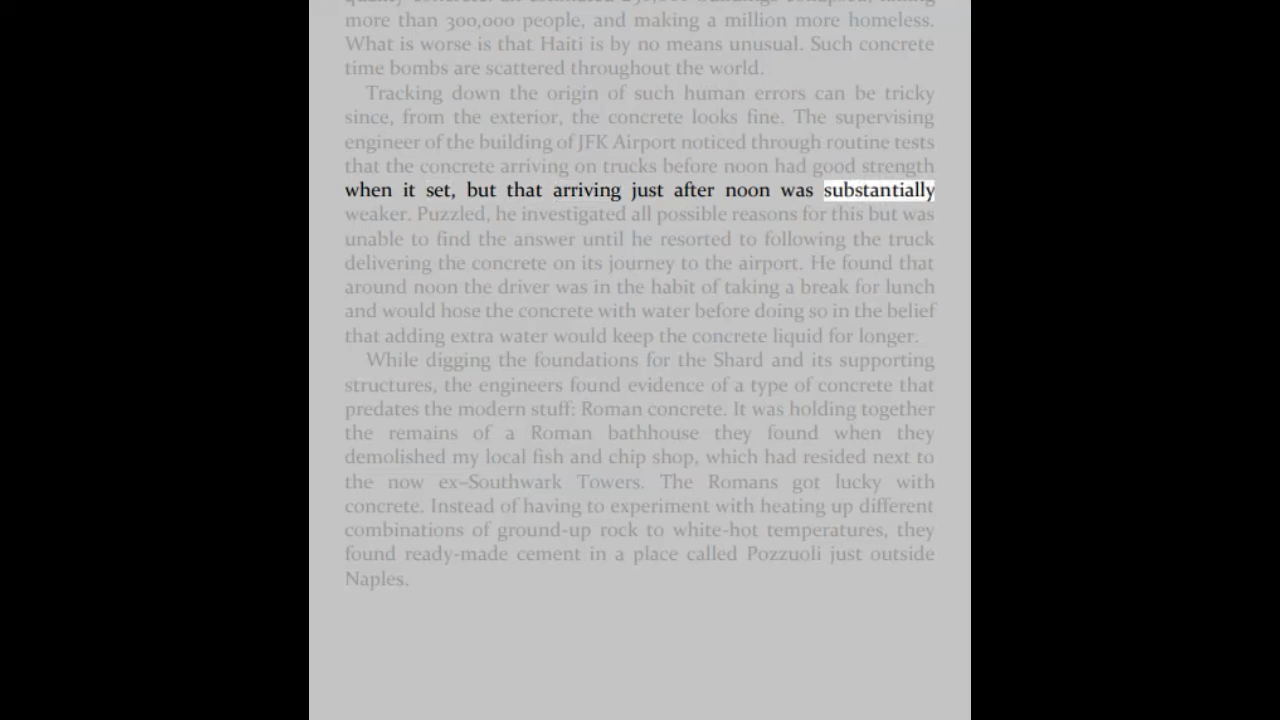 more than 300,000 people, and making a million more homeless.
What is worse is that Haiti is by no means unusual. Such concrete
time bombs are scattered throughout the world.
Tracking down the origin of such human errors can be tricky
since, from the exterior, the concrete looks fine. The supervising
engineer of the building of JFK Airport noticed through routine tests
that the concrete arriving on trucks before noon had good strength
when it set, but that arriving just after noon was substantially
weaker. Puzzled, he investigated all possible reasons for this but was
unable to find the answer until he resorted to following the truck
delivering the concrete on its journey to the airport. He found that
around noon the driver was in the habit of taking a break for lunch
and would hose the concrete with water before doing so in the belief
that adding extra water would keep the concrete liquid for longer.
While digging the foundations for the Shard and its supporting
structures, the engineers found evidence of a type of concrete that
predates the modern stuff: Roman concrete. It was holding together
the remains of a Roman bathhouse they found when they
demolished my local fish and chip shop, which had resided next to
the now ex–Southwark Towers. The Romans got lucky with
concrete. Instead of having to experiment with heating up different
combinations of ground-up rock to white-hot temperatures, they
found ready-made cement in a place called Pozzuoli just outside
Naples.